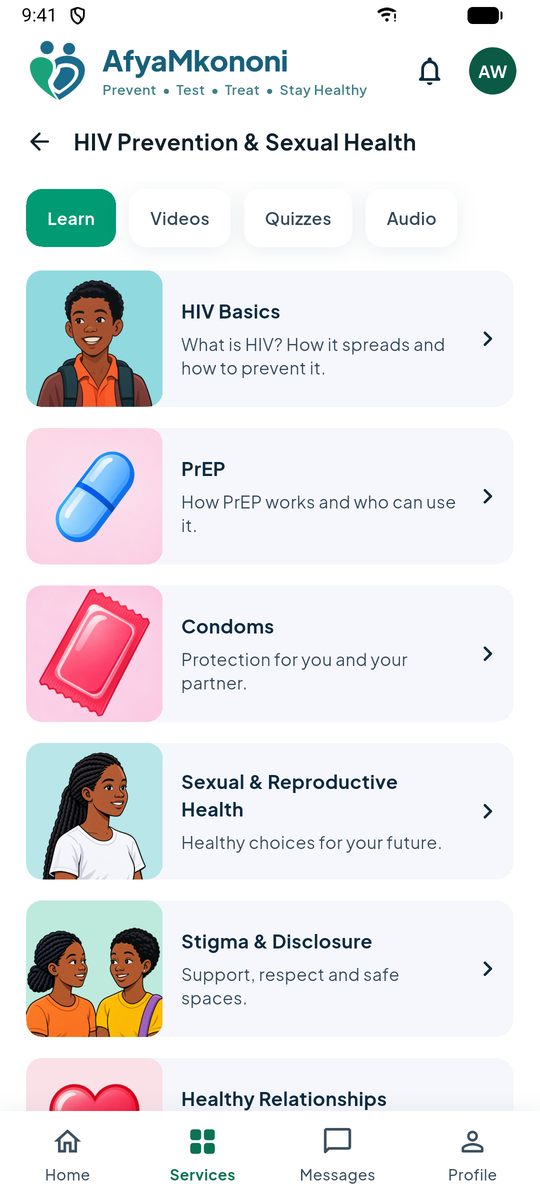 9:41
AfyaMkononi
Prevent • Test • Treat • Stay Healthy
AW
HIV Prevention & Sexual Health
Learn
Videos
Quizzes
Audio
HIV Basics
What is HIV? How it spreads and
how to prevent it.
PrEP
How PrEP works and who can use
it.
Condoms
Protection for you and your
partner.
Sexual & Reproductive
Health
Healthy choices for your future.
Stigma & Disclosure
Support, respect and safe
spaces.
Healthy Relationships
Home
Services
Messages
Profile